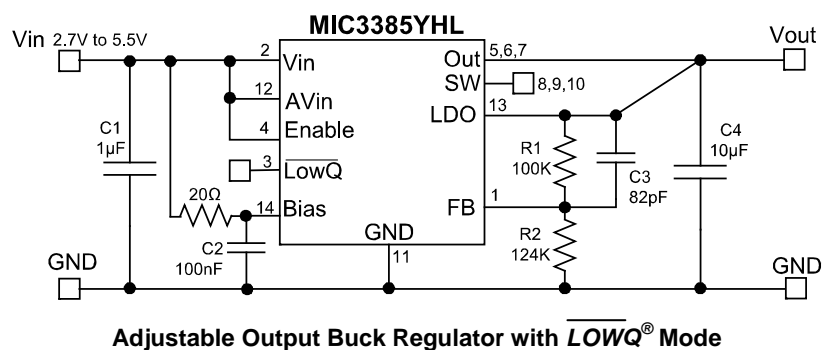 MIC3385YHL
Vin 2.7V to 5.5V
Vout
2 Vin
Out 5,6,7
SW 8,9,10
12 AVin
LDO 13
4 Enable
C1
1µF
R1
100K
C4
10µF
3 LowQ
C3
82pF
20Ω
14 Bias
FB 1
GND
11
C2
100nF
R2
124K
GND
GND
Adjustable Output Buck Regulator with LOWQ® Mode